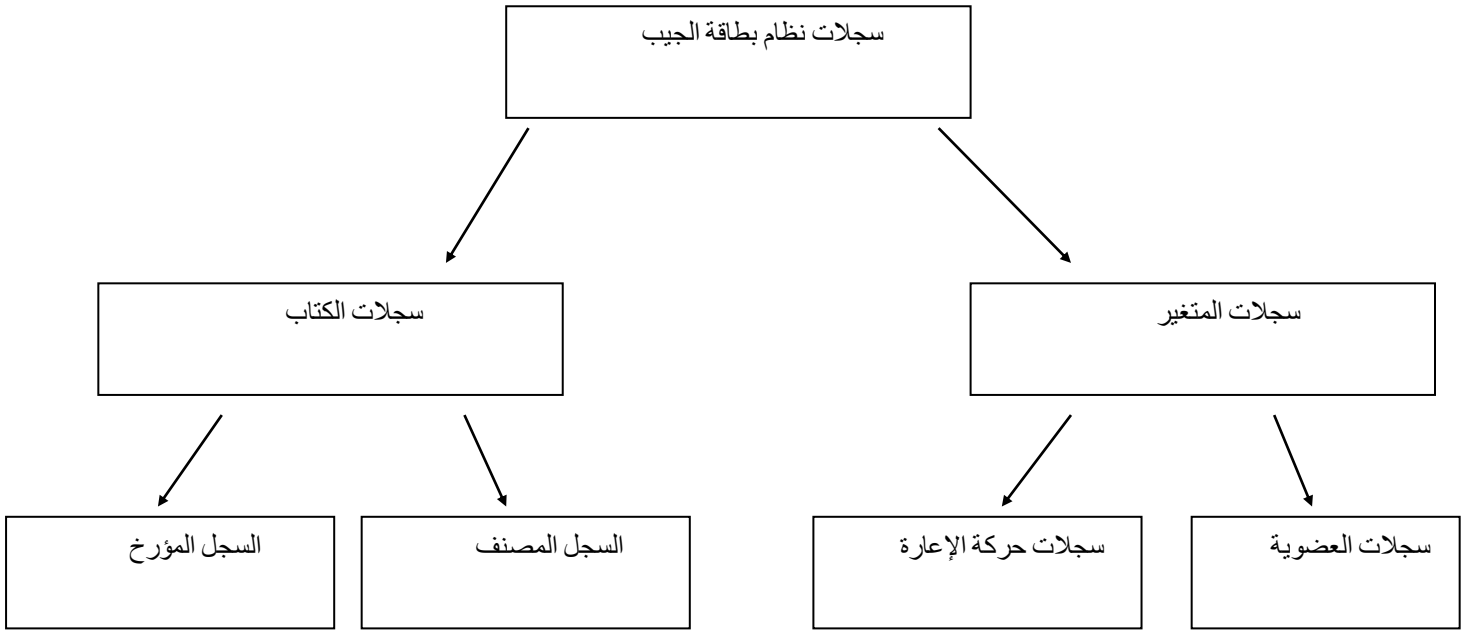 سجلات نظام بطاقة الجيب
سجلات المتغير
سجلات الكتاب
سجلات العضوية
سجلات حركة الإعارة
السجل المصنف
السجل المؤرخ